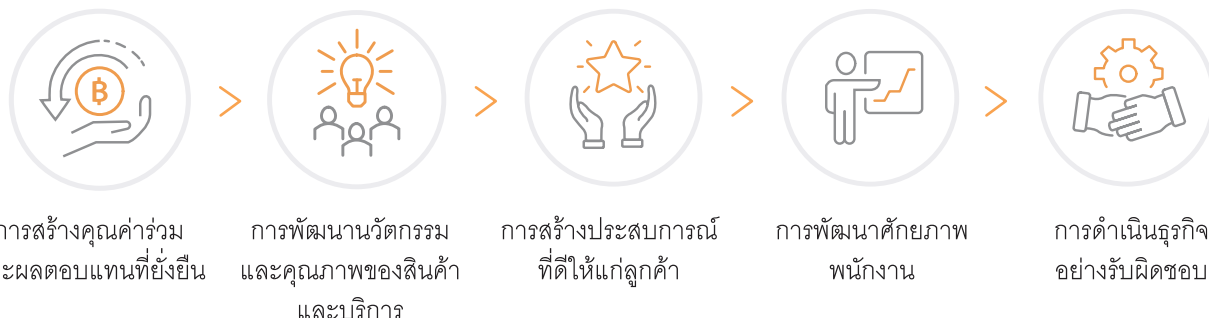 การสร้างคุณค่าร่วม
และผลตอบแทนที่ยั่งยืน
การพัฒนานวัตกรรม
และคุณภาพของสินค้า
และบริการ
การสร้างประสบการณ์
ที่ดีให้แก่ลูกค้า
การพัฒนาศักยภาพ
พนักงาน
การดำเนินธุรกิจ
อย่างรับผิดชอบ